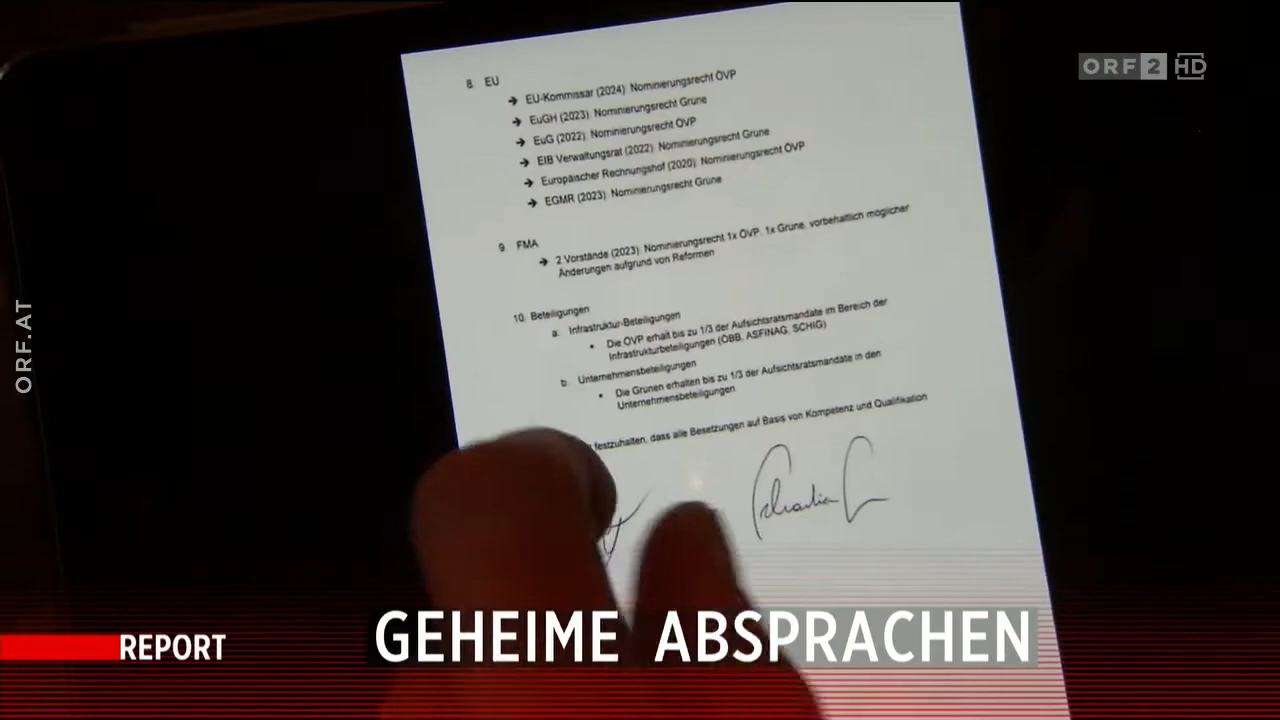 8. EU
→ EU-Kommissar (2024): Nominierungsrecht ÖVP
→ EuGH (2023): Nominierungsrecht Grüne
→ EuG (2022): Nominierungsrecht ÖVP
→ EIB Verwaltungsrat (2022): Nominierungsrecht Grüne
→ Europäischer Rechnungshof (2020): Nominierungsrecht ÖVP
→ EGMR (2023): Nominierungsrecht Grüne
9. FMA
→ 2 Vorstände (2023): Nominierungsrecht 1x ÖVP, 1x Grüne, vorbehaltlich möglicher
Änderungen aufgrund von Reformen
10. Beteiligungen
a. Infrastruktur-Beteiligungen
• Die ÖVP erhält bis zu 1/3 der Aufsichtsratsmandate im Bereich der
Infrastrukturbeteiligungen (ÖBB, ASFINAG, SCHIG)
b. Unternehmensbeteiligungen
• Die Grünen erhalten bis zu 1/3 der Aufsichtsratsmandate in den
Unternehmensbeteiligungen
festzuhalten, dass alle Besetzungen auf Basis von Kompetenz und Qualifikation
ORF 2 HD
ORF.AT
REPORT
GEHEIME ABSPRACHEN